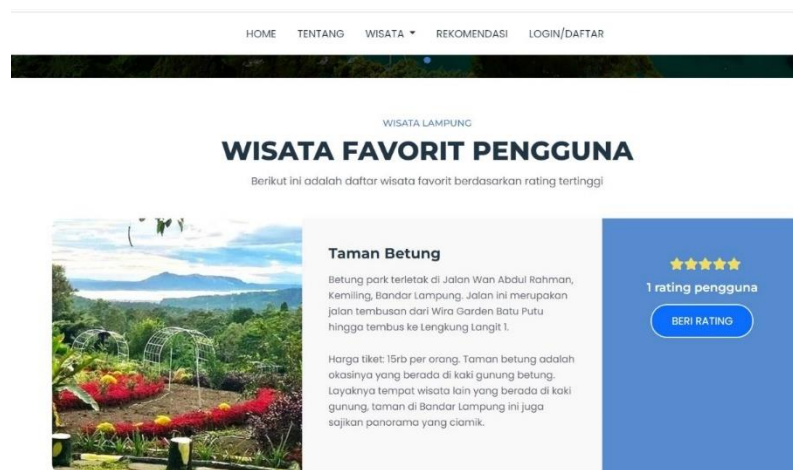 HOME TENTANG WISATA REKOMENDASI LOGIN/DAFTAR
WISATA LAMPUNG
WISATA FAVORIT PENGGUNA
Berikut ini adalah daftar wisata favorit berdasarkan rating tertinggi
Taman Betung
Betung park terletak di Jalan Wan Abdul Rahman,
Kemiling, Bandar Lampung. Jalan ini merupakan
jalan tembusan dari Wira Garden Batu Putu
hingga tembus ke Lengkung Langit 1.
Harga tiket: 15rb per orang. Taman betung adalah
okasinya yang berada di kaki gunung betung.
Layaknya tempat wisata lain yang berada di kaki
gunung, taman di Bandar Lampung ini juga
sajikan panorama yang ciamik.
1 rating pengguna
BERI RATING